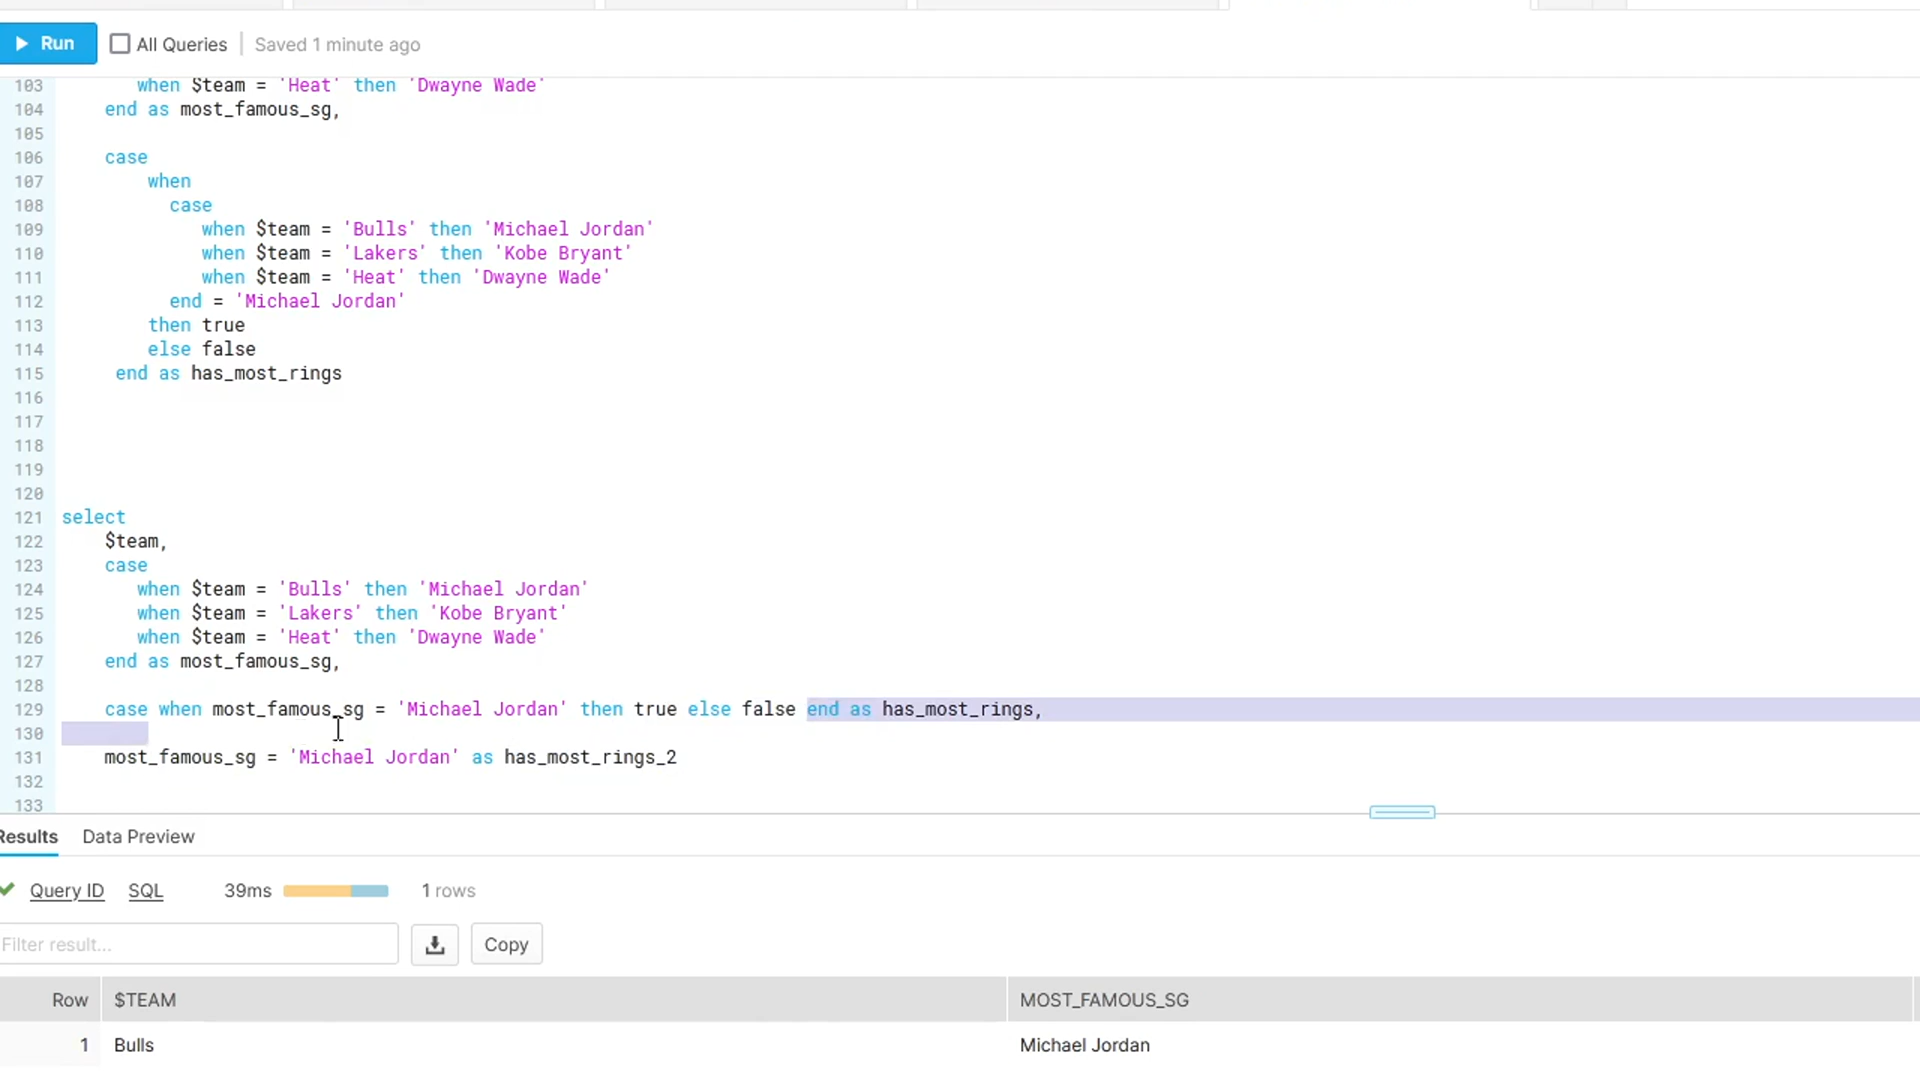 Run All Queries Saved 1 minute ago
103 when $team = 'Heat' then 'Dwayne Wade'
104 end as most_famous_sg,
105
106 case
107 when
108 case
109 when $team = 'Bulls' then 'Michael Jordan'
110 when $team = 'Lakers' then 'Kobe Bryant'
111 when $team = 'Heat' then 'Dwayne Wade'
112 end = 'Michael Jordan'
113 then true
114 else false
115 end as has_most_rings
116
117
118
119
120
121 select
122 $team,
123 case
124 when $team = 'Bulls' then 'Michael Jordan'
125 when $team = 'Lakers' then 'Kobe Bryant'
126 when $team = 'Heat' then 'Dwayne Wade'
127 end as most_famous_sg,
128
129 case when most_famous_sg = 'Michael Jordan' then true else false end as has_most_rings,
130
131 most_famous_sg = 'Michael Jordan' as has_most_rings_2
132
133
Results Data Preview
Query ID SQL 39ms 1 rows
Filter result... Copy
Row $TEAM MOST_FAMOUS_SG
1 Bulls Michael Jordan